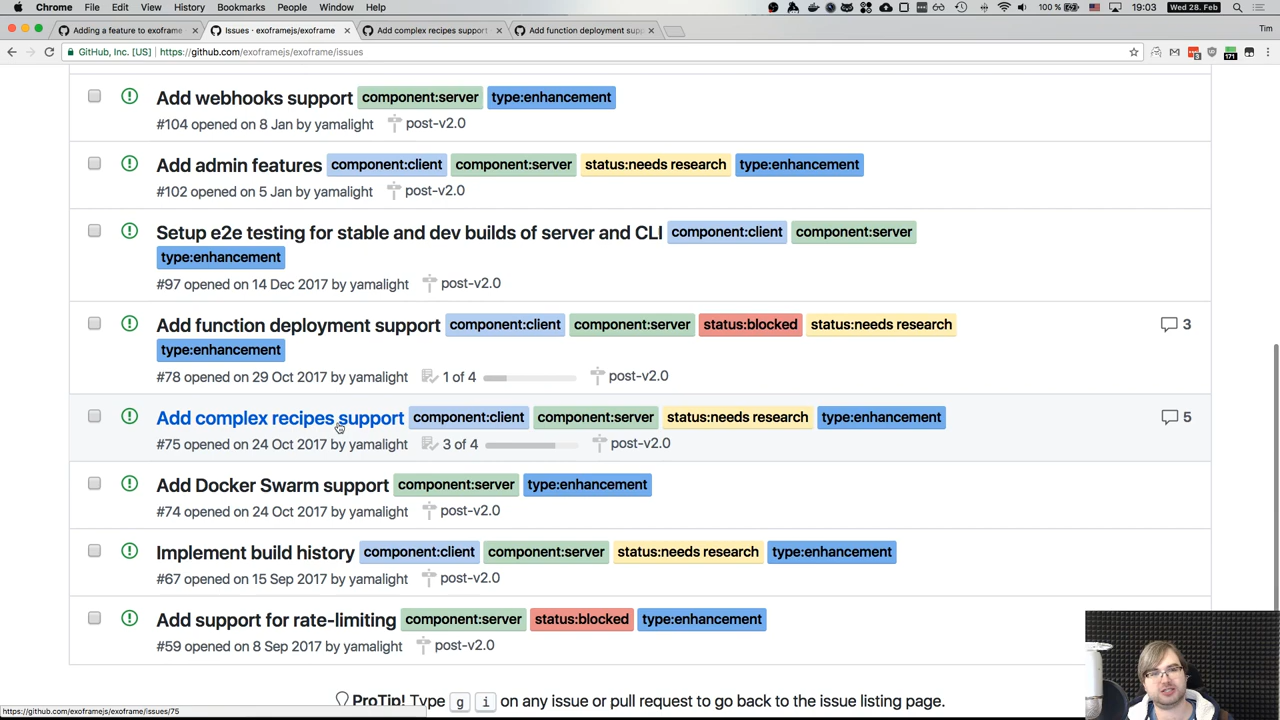 Chrome File Edit View History Bookmarks People Window Help 100 % 19:03 Wed 28. Feb
Adding a feature to exoframe × Issues · exoframejs/exoframe × Add complex recipes support × Add function deployment sup × Tim
GitHub, Inc. [US] | https://github.com/exoframejs/exoframe/issues 171
Add webhooks support component:server type:enhancement
#104 opened on 8 Jan by yamalight post-v2.0
Add admin features component:client component:server status:needs research type:enhancement
#102 opened on 5 Jan by yamalight post-v2.0
Setup e2e testing for stable and dev builds of server and CLI component:client component:server
type:enhancement
#97 opened on 14 Dec 2017 by yamalight post-v2.0
Add function deployment support component:client component:server status:blocked status:needs research 3
type:enhancement
#78 opened on 29 Oct 2017 by yamalight 1 of 4 post-v2.0
Add complex recipes support component:client component:server status:needs research type:enhancement 5
#75 opened on 24 Oct 2017 by yamalight 3 of 4 post-v2.0
Add Docker Swarm support component:server type:enhancement
#74 opened on 24 Oct 2017 by yamalight post-v2.0
Implement build history component:client component:server status:needs research type:enhancement
#67 opened on 15 Sep 2017 by yamalight post-v2.0
Add support for rate-limiting component:server status:blocked type:enhancement
#59 opened on 8 Sep 2017 by yamalight post-v2.0
ProTip! Type g i on any issue or pull request to go back to the issue listing page.
https://github.com/exoframejs/exoframe/issues/75